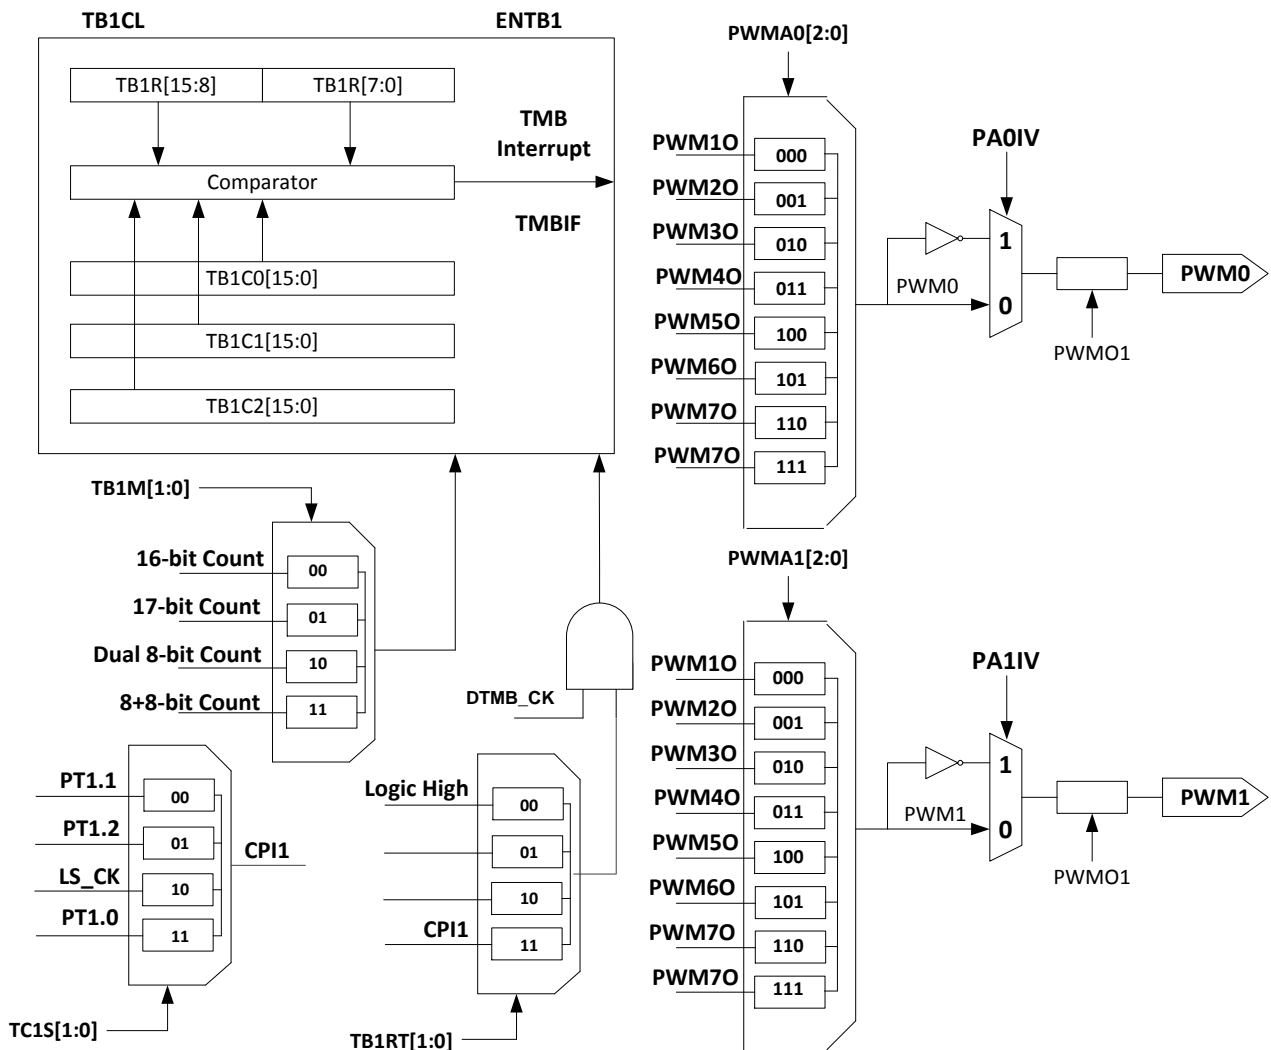 TB1CL
ENTB1
TB1R[15:8]
TB1R[7:0]
TMB
Interrupt
Comparator
TMBIF
TB1C0[15:0]
TB1C1[15:0]
TB1C2[15:0]
TB1M[1:0]
16-bit Count
00
17-bit Count
01
Dual 8-bit Count
10
8+8-bit Count
11
DTMB_CK
PT1.1
00
PT1.2
01
LS_CK
10
PT1.0
11
CPI1
TC1S[1:0]
Logic High
00
01
10
CPI1
11
TB1RT[1:0]
PWMA0[2:0]
PWM1O
000
PWM2O
001
PWM3O
010
PWM4O
011
PWM5O
100
PWM6O
101
PWM7O
110
PWM7O
111
PWM0
PA0IV
1
0
PWMO1
PWM0
PWMA1[2:0]
PWM1O
000
PWM2O
001
PWM3O
010
PWM4O
011
PWM5O
100
PWM6O
101
PWM7O
110
PWM7O
111
PWM1
PA1IV
1
0
PWMO1
PWM1